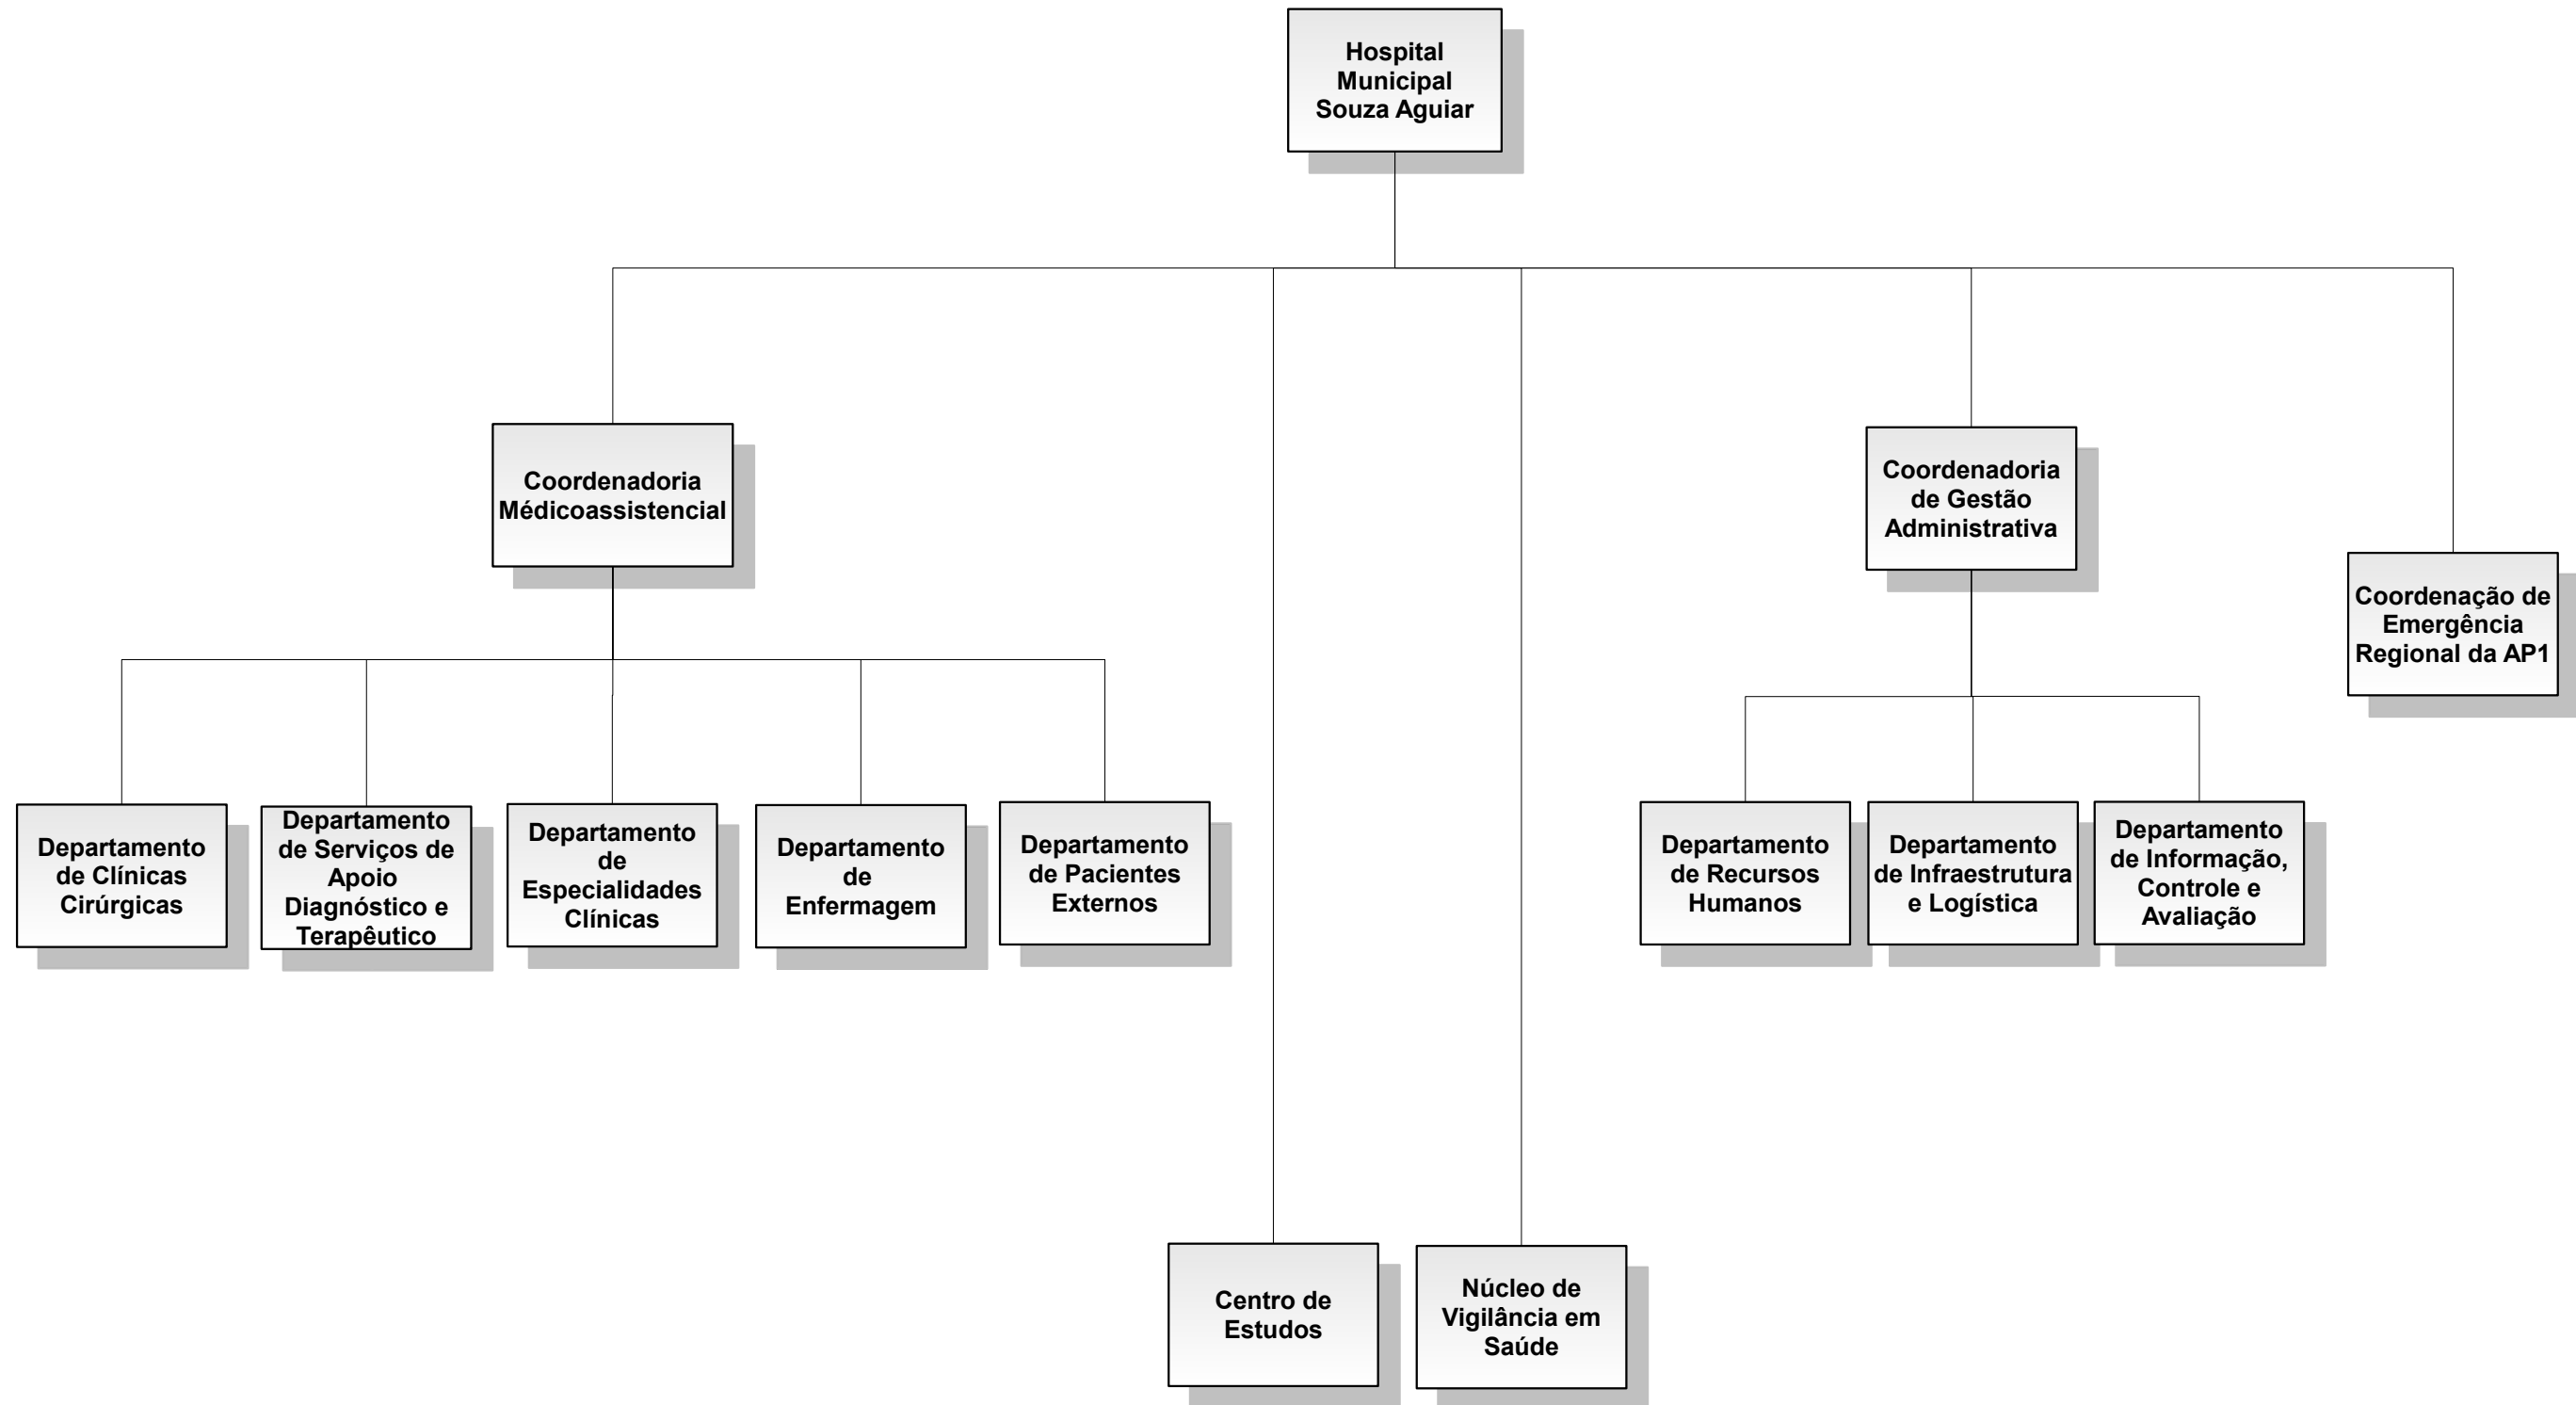 Hospital
Municipal
Souza Aguiar
Coordenadoria
Médicoassistencial
Coordenadoria
de Gestão
Administrativa
Coordenação de
Emergência
Regional da AP1
Departamento
de Clínicas
Cirúrgicas
Departamento
de Serviços de
Apoio
Diagnóstico e
Terapêutico
Departamento
de
Especialidades
Clínicas
Departamento
de
Enfermagem
Departamento
de Pacientes
Externos
Departamento
de Recursos
Humanos
Departamento
de Infraestrutura
e Logística
Departamento
de Informação,
Controle e
Avaliação
Centro de
Estudos
Núcleo de
Vigilância em
Saúde